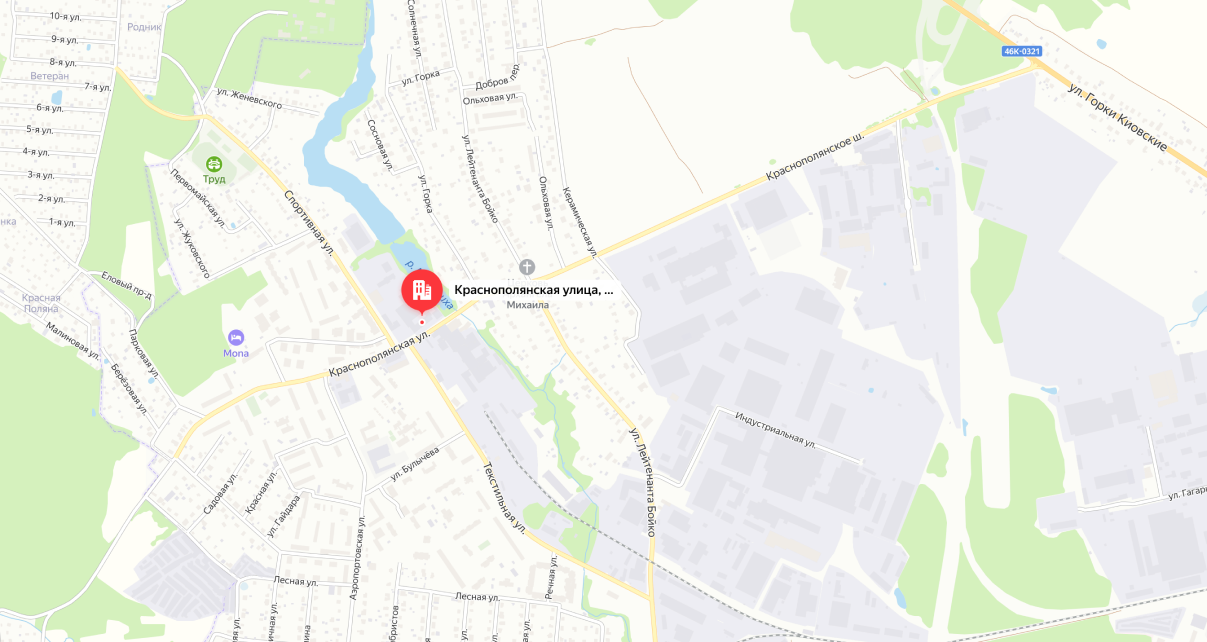 Солнечная ул.
10-я ул.
Родник
9-я ул.
46К-0321
8-я ул.
Ветеран
ул. Горка
Добров пер.
7-я ул.
ул. Горки Киовские
ул. Женевского
Ольховая ул.
6-я ул.
5-я ул.
Сосновая ул.
Краснополянское ш.
4-я ул.
ул. Лейтенанта Бойко
3-я ул.
Труд
Первомайская ул.
ул. Горка
Ольховая ул.
Керамическая ул.
2-я ул.
Спортивная ул.
1-я ул.
ул. Жуковского
Еловый пр-д
Краснополянская улица, ...
Красная
Поляна
Михаила
Малиновая ул.
Парковая ул.
Mona
Краснополянская ул.
Берёзовая ул.
Индустриальная ул.
ул. Лейтенанта Бойко
ул. Булычёва
Текстильная ул.
Садовая ул.
Красная ул.
ул. Гайдара
Аэропортовская ул.
Лесная ул.
Речная ул.
Лесная ул.